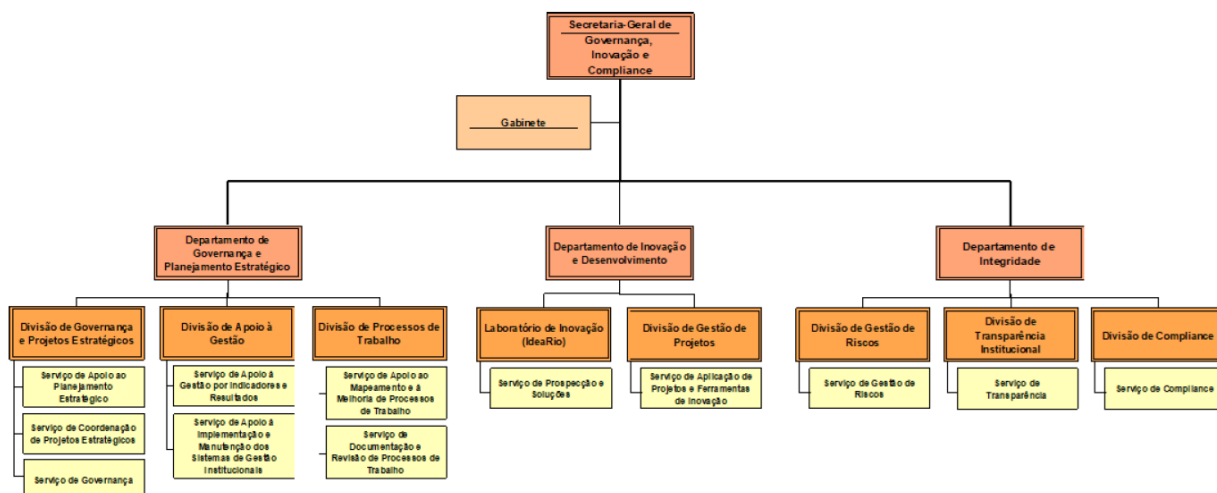 Secretaria-Geral de
Governança,
Inovação e
Compliance
Gabinete
Departamento de
Governança e
Planejamento Estratégico
Departamento de Inovação
e Desenvolvimento
Departamento de
Integridade
Divisão de Governança
e Projetos Estratégicos
Divisão de Apoio à
Gestão
Divisão de Processos de
Trabalho
Laboratório de Inovação
(IdeaRio)
Divisão de Gestão de
Projetos
Divisão de Gestão de
Riscos
Divisão de
Transparência
Institucional
Divisão de Compliance
Serviço de Apoio ao
Planejamento
Estratégico
Serviço de Coordenação
de Projetos Estratégicos
Serviço de Governança
Serviço de Apoio à
Gestão por Indicadores e
Resultados
Serviço de Apoio à
Implementação e
Manutenção dos
Sistemas de Gestão
Institucionais
Serviço de Apoio ao
Mapeamento e à
Melhoria de Processos
de Trabalho
Serviço de
Documentação e
Revisão de Processos de
Trabalho
Serviço de Prospecção e
Soluções
Serviço de Aplicação de
Projetos e Ferramentas
de Inovação
Serviço de Gestão de
Riscos
Serviço de
Transparência
Serviço de Compliance